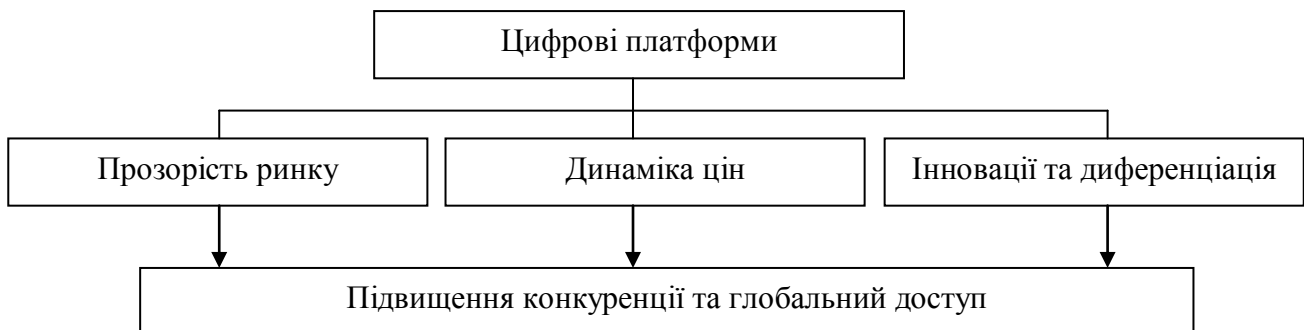 Цифрові платформи
Прозорість ринку
Динаміка цін
Інновації та диференціація
Підвищення конкуренції та глобальний доступ